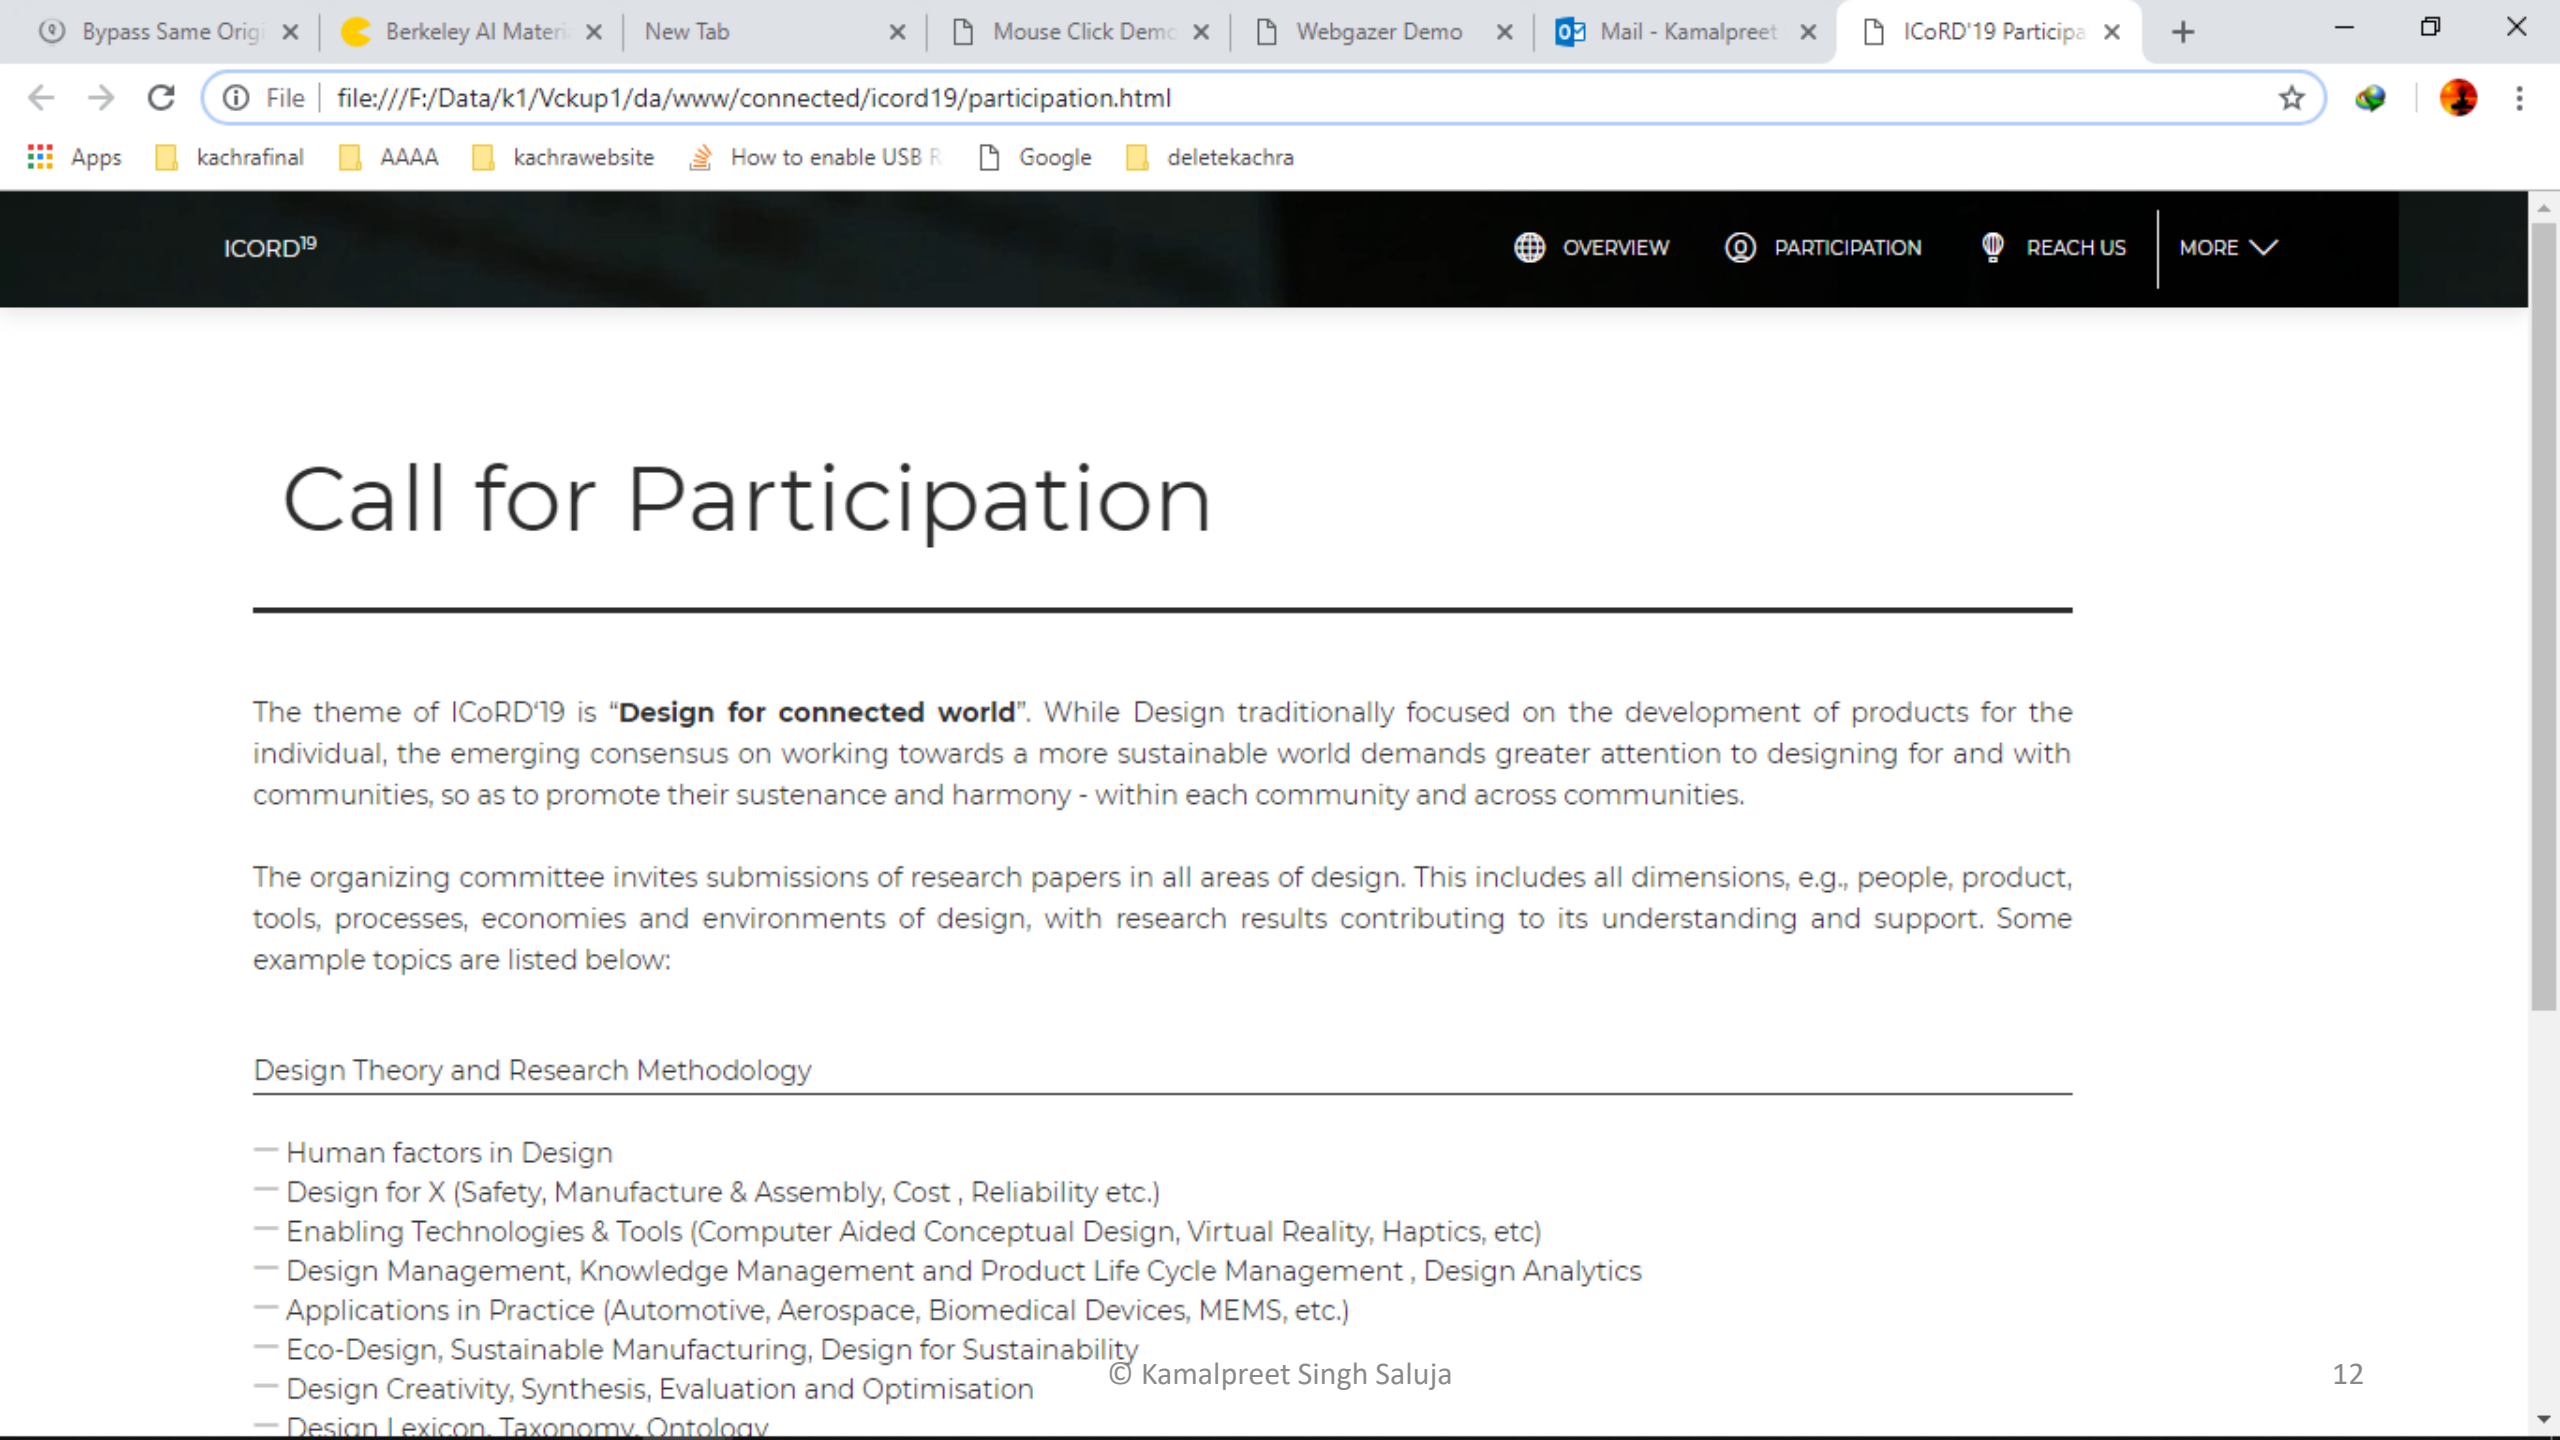 Bypass Same Origi
Berkeley AI Materi
New Tab
Mouse Click Demo
Webgazer Demo
Mail - Kamalpreet
ICoRD'19 Participa
File
file:///F:/Data/k1/Vckup1/da/www/connected/icord19/participation.html
Apps
kachrafinal
AAAA
kachrawebsite
How to enable USB R
Google
deletekachra
ICORD19
OVERVIEW
PARTICIPATION
REACH US
MORE
Call for Participation
The theme of ICoRD‘19 is “Design for connected world”. While Design traditionally focused on the development of products for the
individual, the emerging consensus on working towards a more sustainable world demands greater attention to designing for and with
communities, so as to promote their sustenance and harmony - within each community and across communities.
The organizing committee invites submissions of research papers in all areas of design. This includes all dimensions, e.g., people, product,
tools, processes, economies and environments of design, with research results contributing to its understanding and support. Some
example topics are listed below:
Design Theory and Research Methodology
— Human factors in Design
— Design for X (Safety, Manufacture & Assembly, Cost , Reliability etc.)
— Enabling Technologies & Tools (Computer Aided Conceptual Design, Virtual Reality, Haptics, etc)
— Design Management, Knowledge Management and Product Life Cycle Management , Design Analytics
— Applications in Practice (Automotive, Aerospace, Biomedical Devices, MEMS, etc.)
— Eco-Design, Sustainable Manufacturing, Design for Sustainability
— Design Creativity, Synthesis, Evaluation and Optimisation
— Design Lexicon, Taxonomy, Ontology
© Kamalpreet Singh Saluja
12